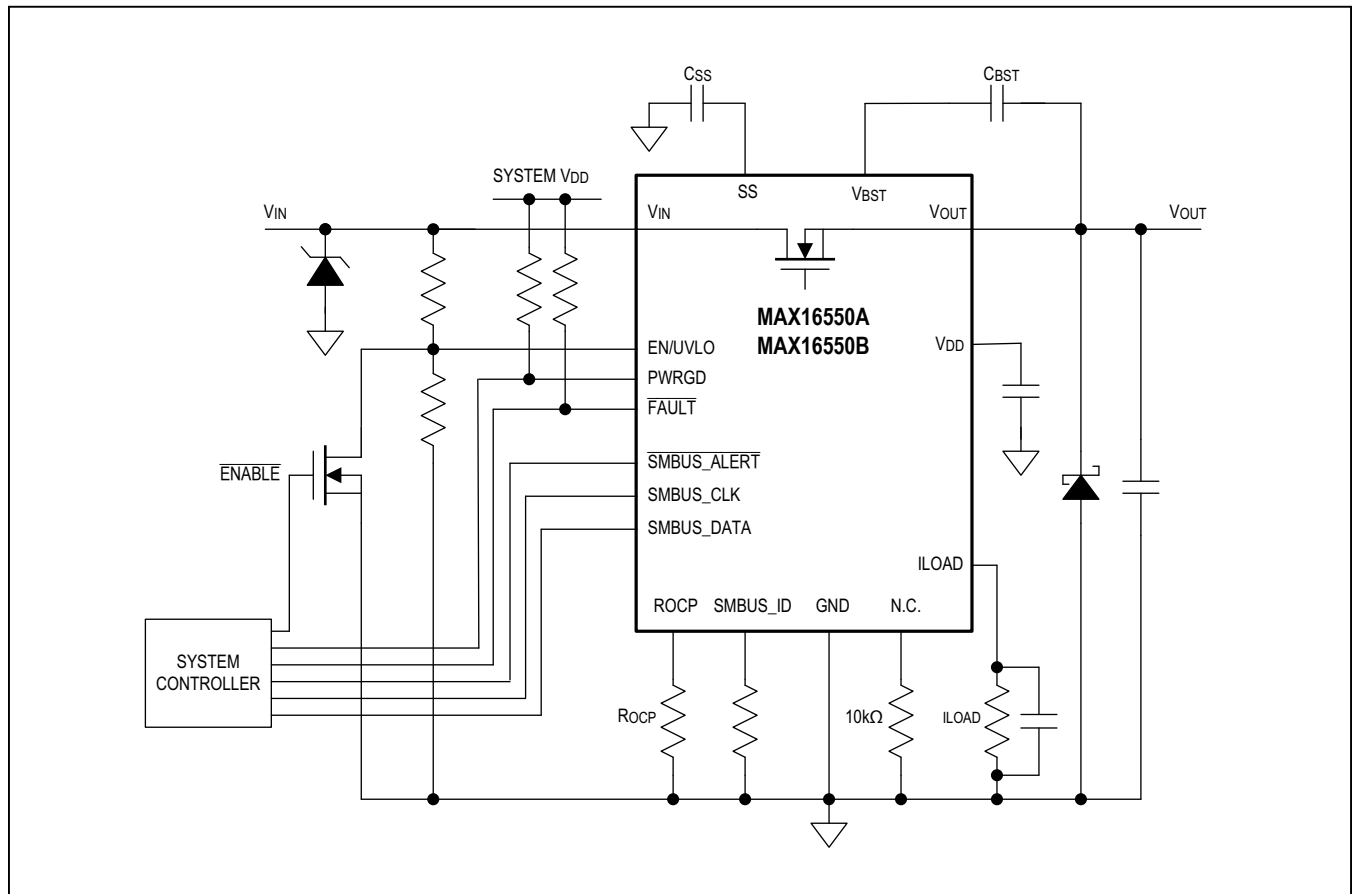 CSS
CBST
SYSTEM VDD
SS
VBST
VIN
VIN
VOUT
VOUT
MAX16550A
MAX16550B
VDD
EN/UVLO
PWRGD
FAULT
SMBUS_ALERT
ENABLE
SMBUS_CLK
SMBUS_DATA
ILOAD
ROCP
SMBUS_ID
GND
N.C.
SYSTEM
CONTROLLER
ROCP
10kΩ
ILOAD